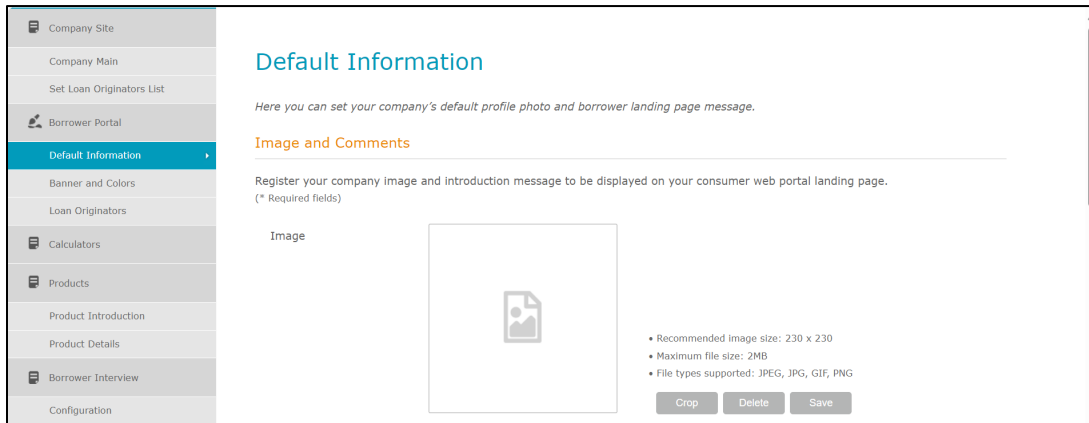 Company Site
Company Main
Set Loan Originators List
Borrower Portal
Default Information
Banner and Colors
Loan Originators
Calculators
Products
Product Introduction
Product Details
Borrower Interview
Configuration
Default Information
Here you can set your company's default profile photo and borrower landing page message.
Image and Comments
Register your company image and introduction message to be displayed on your consumer web portal landing page.
(* Required fields)
Image
• Recommended image size: 230 x 230
• Maximum file size: 2MB
• File types supported: JPEG, JPG, GIF, PNG
Crop Delete Save